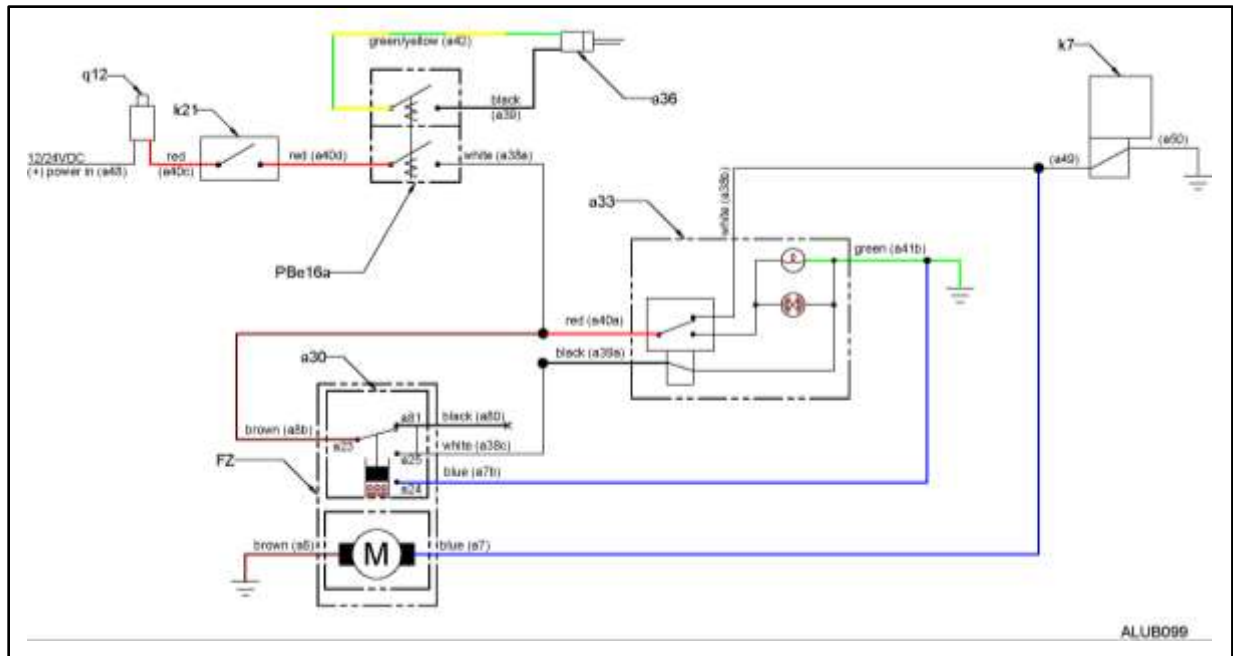 green/yellow (a42)
k7
q12
a36
k21
black
(a39)
12/24VDC
(+) power in (a48)
red
(a40c)
red (a40d)
white (a38a)
(a49)
(a60)
white (a38b)
a33
PBe16a
green (a41b)
red (a40a)
a30
black (a39a)
a81
black (a80)
brown (a8b)
a23
white (a38c)
a25
FZ
blue (a7b)
a24
brown (a8)
M
blue (a7)
ALUB099